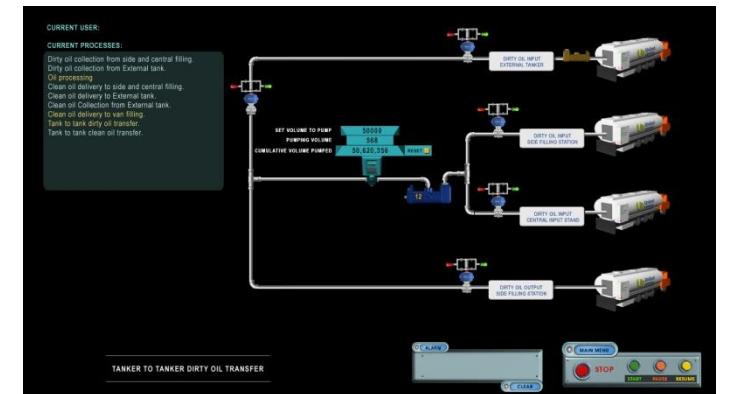 CURRENT USER:
CURRENT PROCESSES:
Dirty oil collection from side and central filling.
Dirty oil collection from External tank.
Oil processing
Clean oil delivery to side and central filling.
Clean oil delivery to External tank.
Clean oil Collection from External tank.
Clean oil delivery to van filling.
Tank to tank dirty oil transfer.
Tank to tank clean oil transfer.
SET VOLUME TO PUMP 50000
PUMPING VOLUME 568
CUMULATIVE VOLUME PUMPED 50,620,356 RESET
12
DIRTY OIL INPUT
EXTERNAL TANKER
DIRTY OIL INPUT
SIDE FILLING STATION
DIRTY OIL INPUT
CENTRAL INPUT STAND
DIRTY OIL OUTPUT
SIDE FILLING STATION
TANKER TO TANKER DIRTY OIL TRANSFER
ALARM
CLEAR
MAIN MENU
STOP
START PAUSE RESUME